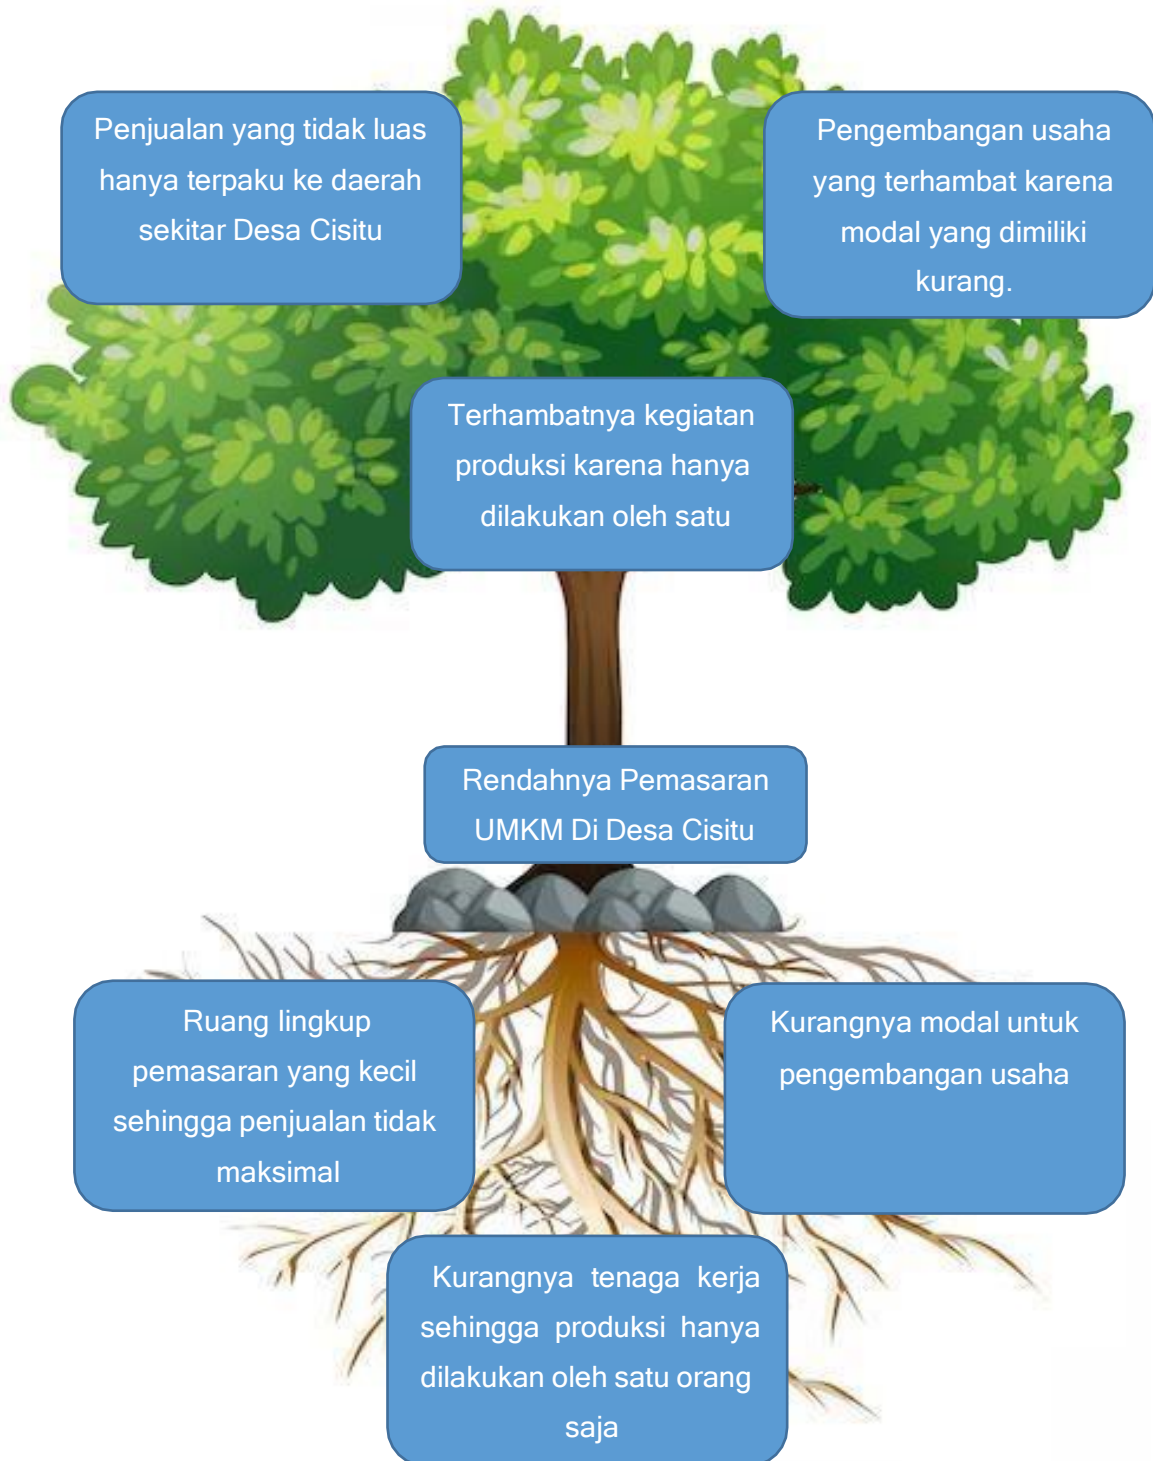 Penjualan yang tidak luas
hanya terpaku ke daerah
sekitar Desa Cisitu
Pengembangan usaha
yang terhambat karena
modal yang dimiliki
kurang.
Terhambatnya kegiatan
produksi karena hanya
dilakukan oleh satu
Rendahnya Pemasaran
UMKM Di Desa Cisitu
Ruang lingkup
pemasaran yang kecil
sehingga penjualan tidak
maksimal
Kurangnya modal untuk
pengembangan usaha
Kurangnya tenaga kerja
sehingga produksi hanya
dilakukan oleh satu orang
saja